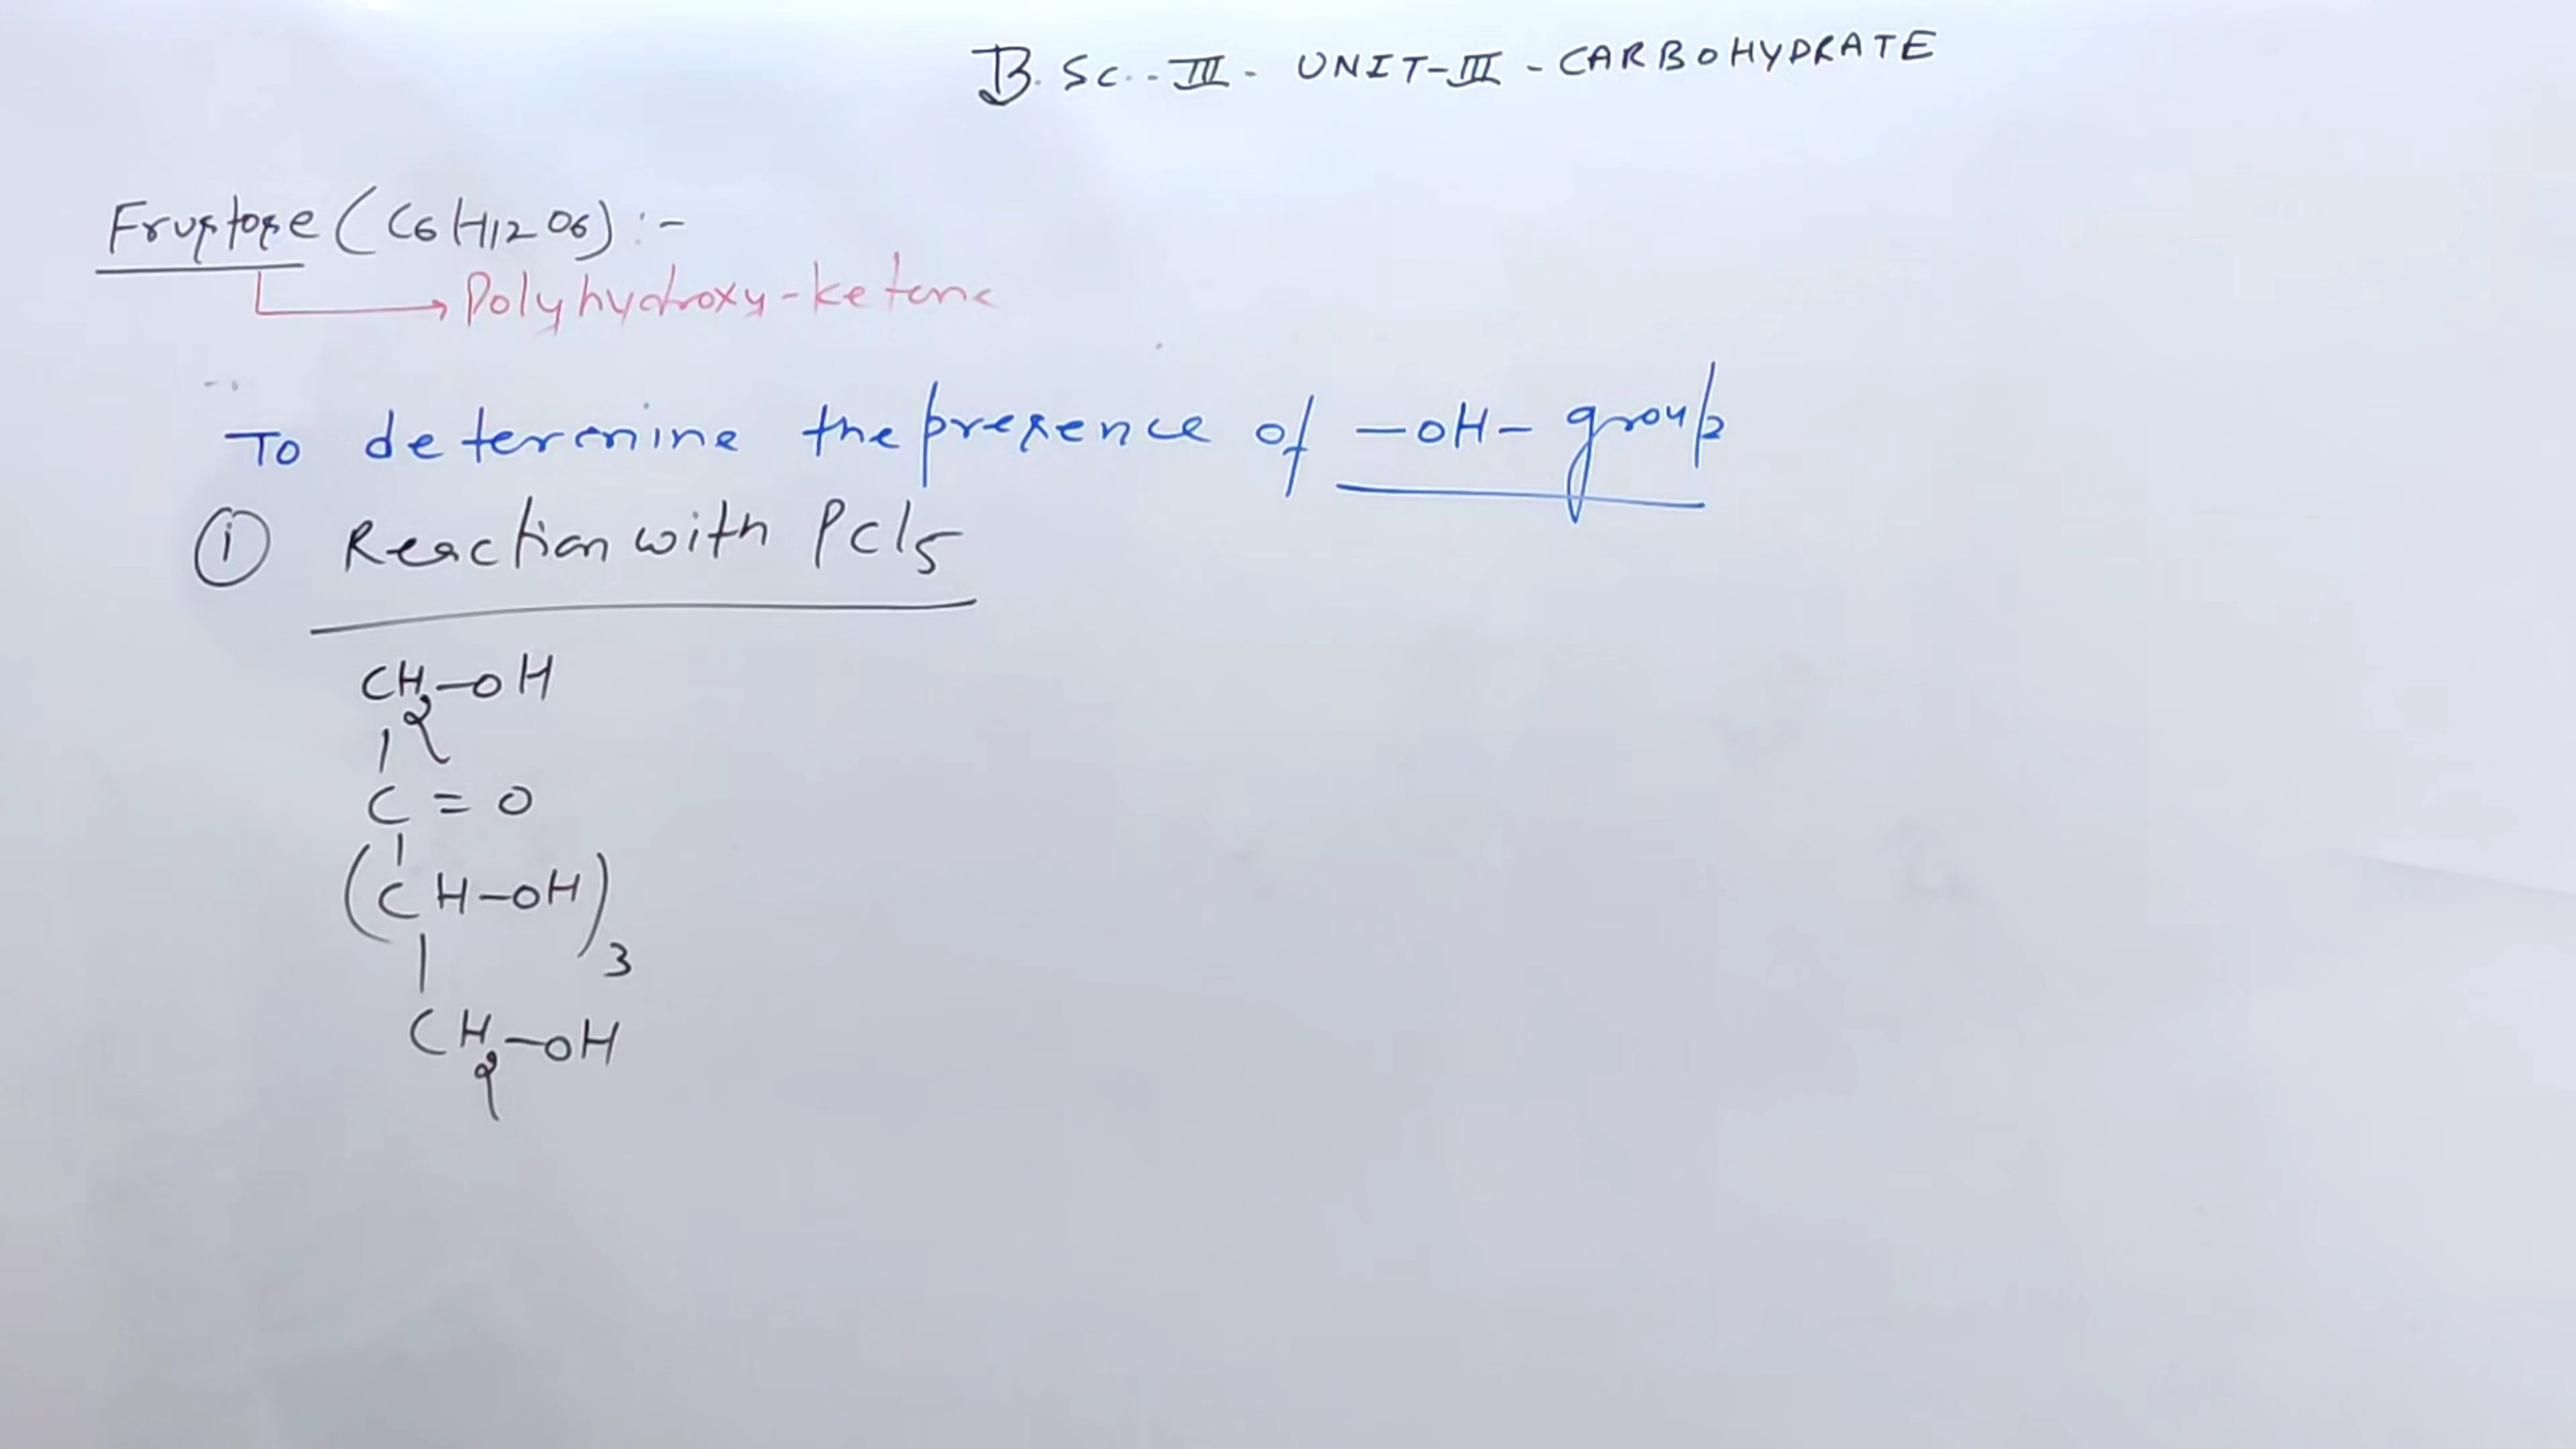 B. Sc. - III - UNIT-III - CARBOHYDRATE
Fructose (C6H12O6) :-
Polyhydroxy-ketone
To determine the presence of -OH- group
i Reaction with PCl5
CH2-OH
|
C = O
|
(CH-OH)3
|
CH2-OH